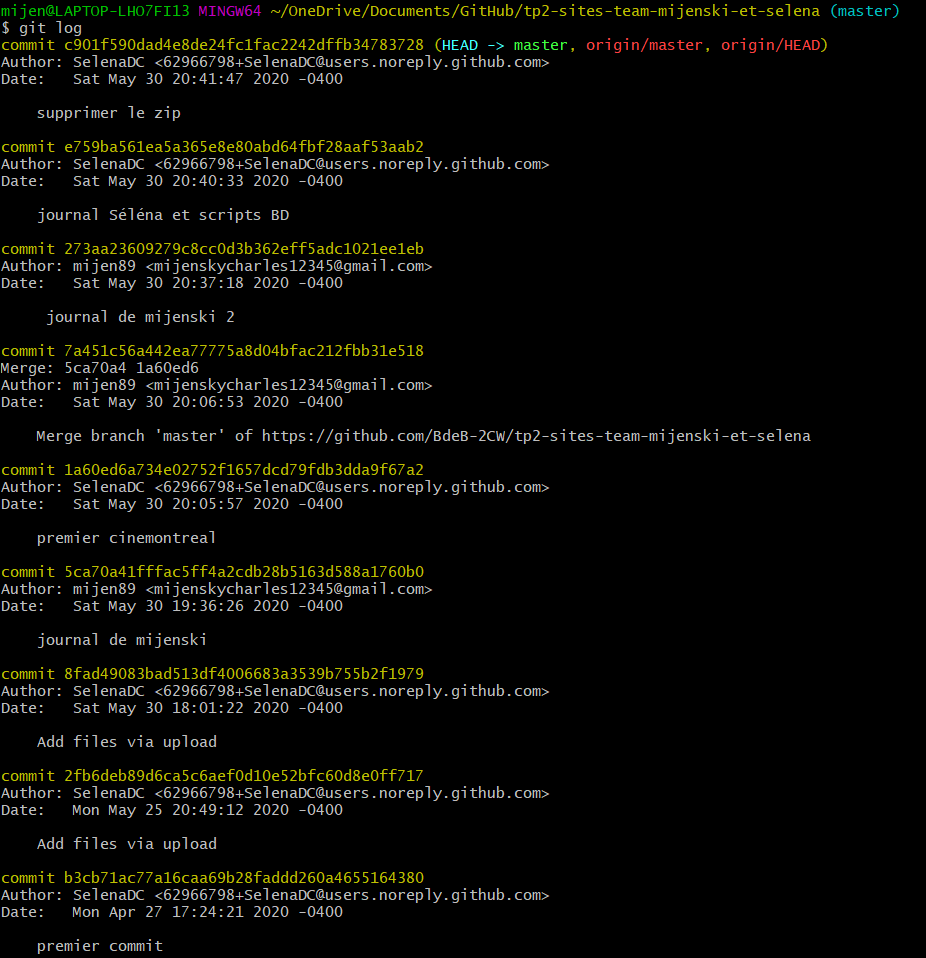 mijen@LAPTOP-LHO7FI13 MINGW64 ~/OneDrive/Documents/GitHub/tp2-sites-team-mijenski-et-selena (master)
$ git log
commit c901f590dad4e8de24fc1fac2242dffb34783728 (HEAD -> master, origin/master, origin/HEAD)
Author: SelenaDC <62966798+SelenaDC@users.noreply.github.com>
Date:   Sat May 30 20:41:47 2020 -0400

    supprimer le zip

commit e759ba561ea5a365e8e80abd64fbf28aaf53aab2
Author: SelenaDC <62966798+SelenaDC@users.noreply.github.com>
Date:   Sat May 30 20:40:33 2020 -0400

    journal Séléna et scripts BD

commit 273aa23609279c8cc0d3b362eff5adc1021ee1eb
Author: mijen89 <mijenskycharles12345@gmail.com>
Date:   Sat May 30 20:37:18 2020 -0400

     journal de mijenski 2

commit 7a451c56a442ea77775a8d04bfac212fbb31e518
Merge: 5ca70a4 1a60ed6
Author: mijen89 <mijenskycharles12345@gmail.com>
Date:   Sat May 30 20:06:53 2020 -0400

    Merge branch 'master' of https://github.com/BdeB-2CW/tp2-sites-team-mijenski-et-selena

commit 1a60ed6a734e02752f1657dcd79fdb3dda9f67a2
Author: SelenaDC <62966798+SelenaDC@users.noreply.github.com>
Date:   Sat May 30 20:05:57 2020 -0400

    premier cinemontreal

commit 5ca70a41fffac5ff4a2cdb28b5163d588a1760b0
Author: mijen89 <mijenskycharles12345@gmail.com>
Date:   Sat May 30 19:36:26 2020 -0400

    journal de mijenski

commit 8fad49083bad513df4006683a3539b755b2f1979
Author: SelenaDC <62966798+SelenaDC@users.noreply.github.com>
Date:   Sat May 30 18:01:22 2020 -0400

    Add files via upload

commit 2fb6deb89d6ca5c6aef0d10e52bfc60d8e0ff717
Author: SelenaDC <62966798+SelenaDC@users.noreply.github.com>
Date:   Mon May 25 20:49:12 2020 -0400

    Add files via upload

commit b3cb71ac77a16caa69b28faddd260a4655164380
Author: SelenaDC <62966798+SelenaDC@users.noreply.github.com>
Date:   Mon Apr 27 17:24:21 2020 -0400

    premier commit